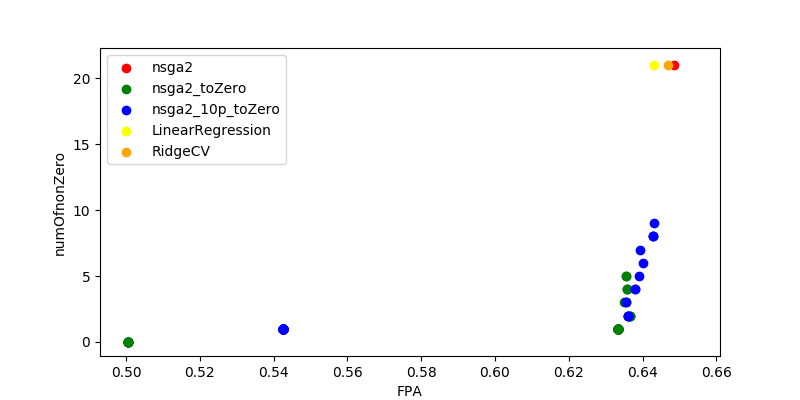 nsga2
nsga2_toZero
nsga2_10p_toZero
LinearRegression
RidgeCV
20
15
10
5
0
numOfnonZero
0.50 0.52 0.54 0.56 0.58 0.60 0.62 0.64 0.66
FPA